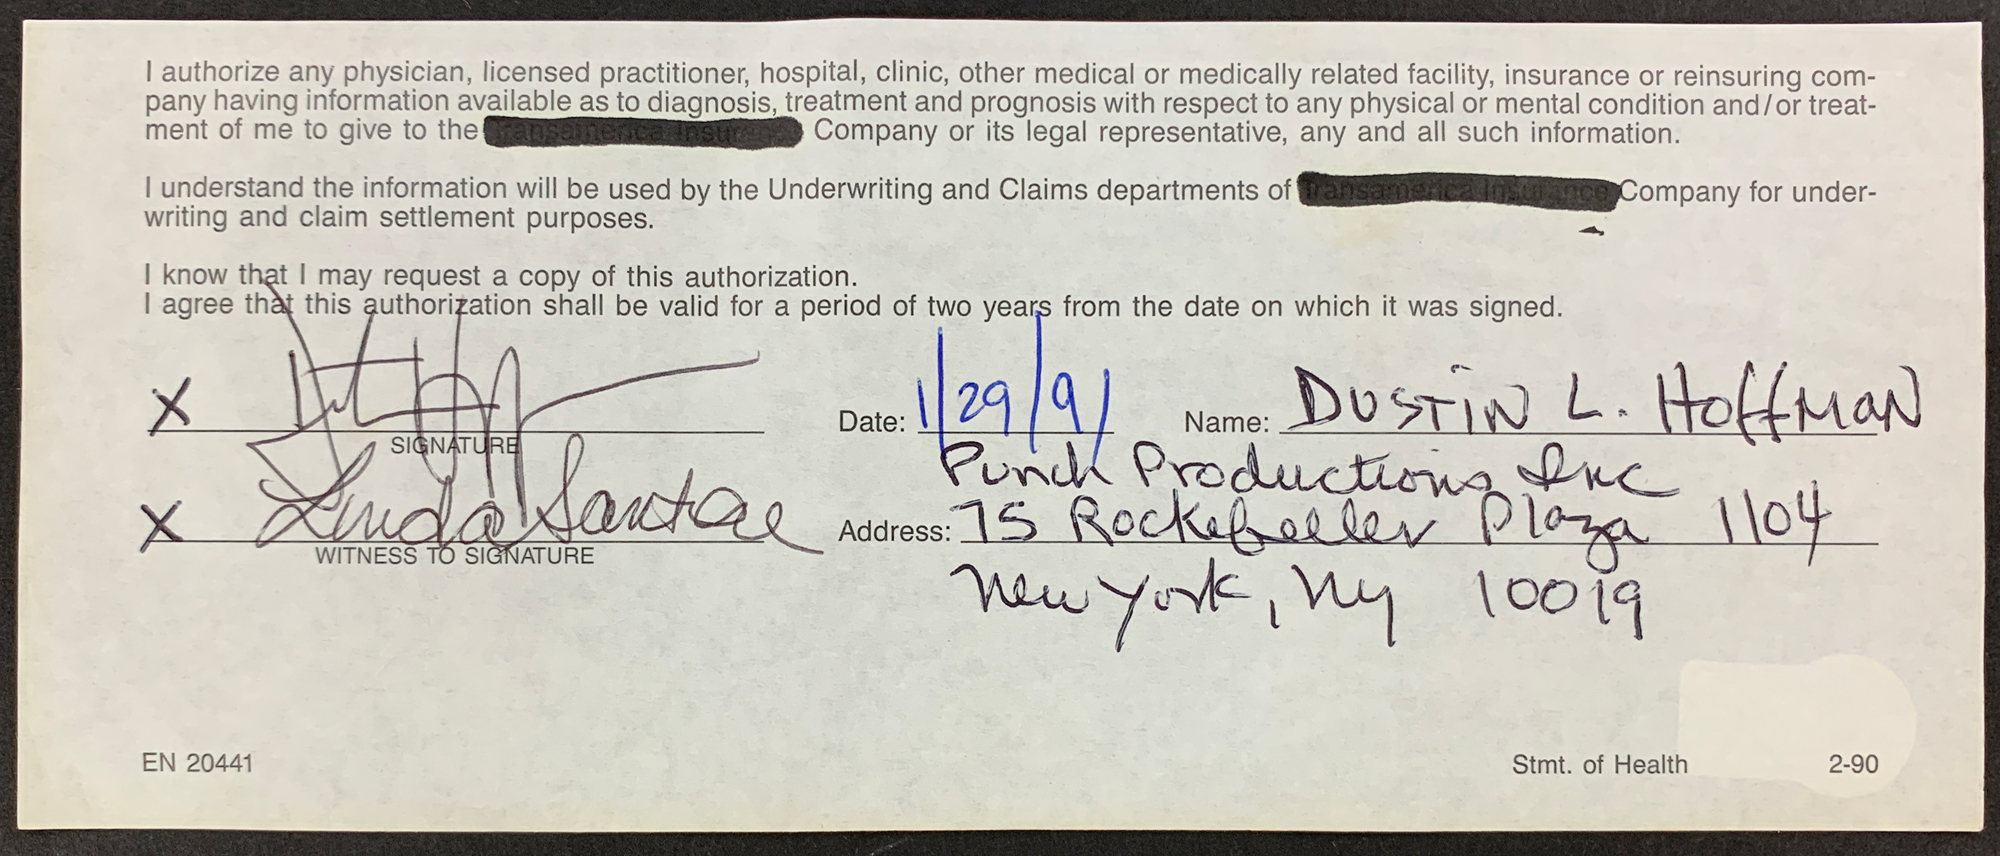 I authorize any physician, licensed practitioner, hospital, clinic, other medical or medically related facility, insurance or reinsuring com-
pany having information available as to diagnosis, treatment and prognosis with respect to any physical or mental condition and/or treat-
ment of me to give to the Company or its legal representative, any and all such information.
I understand the information will be used by the Underwriting and Claims departments of Company for under-
writing and claim settlement purposes.
I know that I may request a copy of this authorization.
I agree that this authorization shall be valid for a period of two years from the date on which it was signed.
X Date: 1/29/91 Name: DUSTIN L. HOFFMAN
SIGNATURE
Punch Productions Inc
X Linda Address: 75 Rockefeller Plaza 1104
WITNESS TO SIGNATURE
New York, NY 10019
EN 20441 Stmt. of Health 2-90